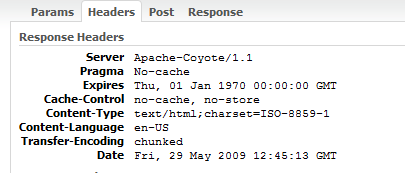 Params Headers Post Response
Response Headers
Server Apache-Coyote/1.1
Pragma No-cache
Expires Thu, 01 Jan 1970 00:00:00 GMT
Cache-Control no-cache, no-store
Content-Type text/html;charset=ISO-8859-1
Content-Language en-US
Transfer-Encoding chunked
Date Fri, 29 May 2009 12:45:13 GMT